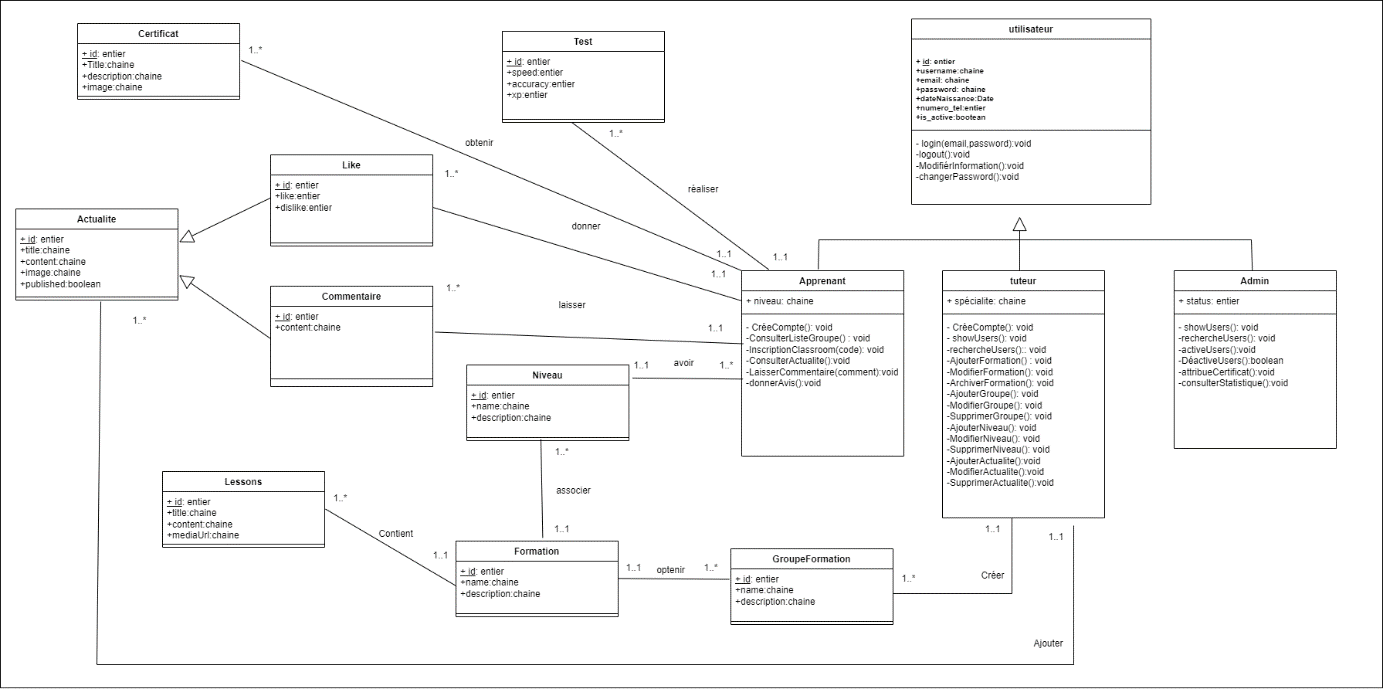 Certificat
+ id: entier
+Title:chaine
+description:chaine
+image:chaine
1..*
Test
+ id: entier
+speed:entier
+accuracy:entier
+xp:entier
1..*
utilisateur
+ id: entier
+username:chaine
+email: chaine
+password: chaine
+dateNaissance:Date
+numero_tel:entier
+is_active:bootean
- login(email,password):void
-logout():void
-ModifiérInformation():void
-changerPassword():void
obtenir
réaliser
Like
+ id: entier
+like:entier
+dislike:entier
1..*
donner
Actualite
+ id: entier
+title:chaine
+content:chaine
+image:chaine
+published:boolean
1..*
Commentaire
+ id: entier
+content:chaine
1..*
laisser
1..1
1..1
1..1
1..1
Apprenant
+ niveau: chaine
- CréeCompte(): void
-ConsulterListeGroupe() : void
-InscriptionClassroom(code): void
-ConsulterActualite():void
-LaisserCommentaire(comment):void
-donnerAvis():void
tuteur
+ spécialite: chaine
- CréeCompte(): void
- showUsers(): void
-rechercheUsers():: void
-AjouterFormation() : void
-ModifierFormation(): void
-ArchiverFormation(): void
-AjouterGroupe(): void
-ModifierGroupe(): void
-SupprimerGroupe(): void
-AjouterNiveau(): void
-ModifierNiveau(): void
-SupprimerNiveau(): void
-AjouterActualite():void
-ModifierActualite():void
-SupprimerActualite():void
Admin
+ status: entier
- showUsers(): void
-rechercheUsers(): void
-activeUsers():void
-DéactiveUsers():boolean
-attribueCertificat():void
-consulterStatistique():void
Niveau
+ id: entier
+name:chaine
+description:chaine
1..1
avoir
1..*
1..*
associer
1..1
Lessons
+ id: entier
+title:chaine
+content:chaine
+mediaUrl:chaine
1..*
Contient
1..1
Formation
+ id: entier
+name:chaine
+description:chaine
1..1
optenir
1..*
GroupeFormation
+ id: entier
+name:chaine
+description:chaine
1..*
Créer
1..1
1..1
Ajouter